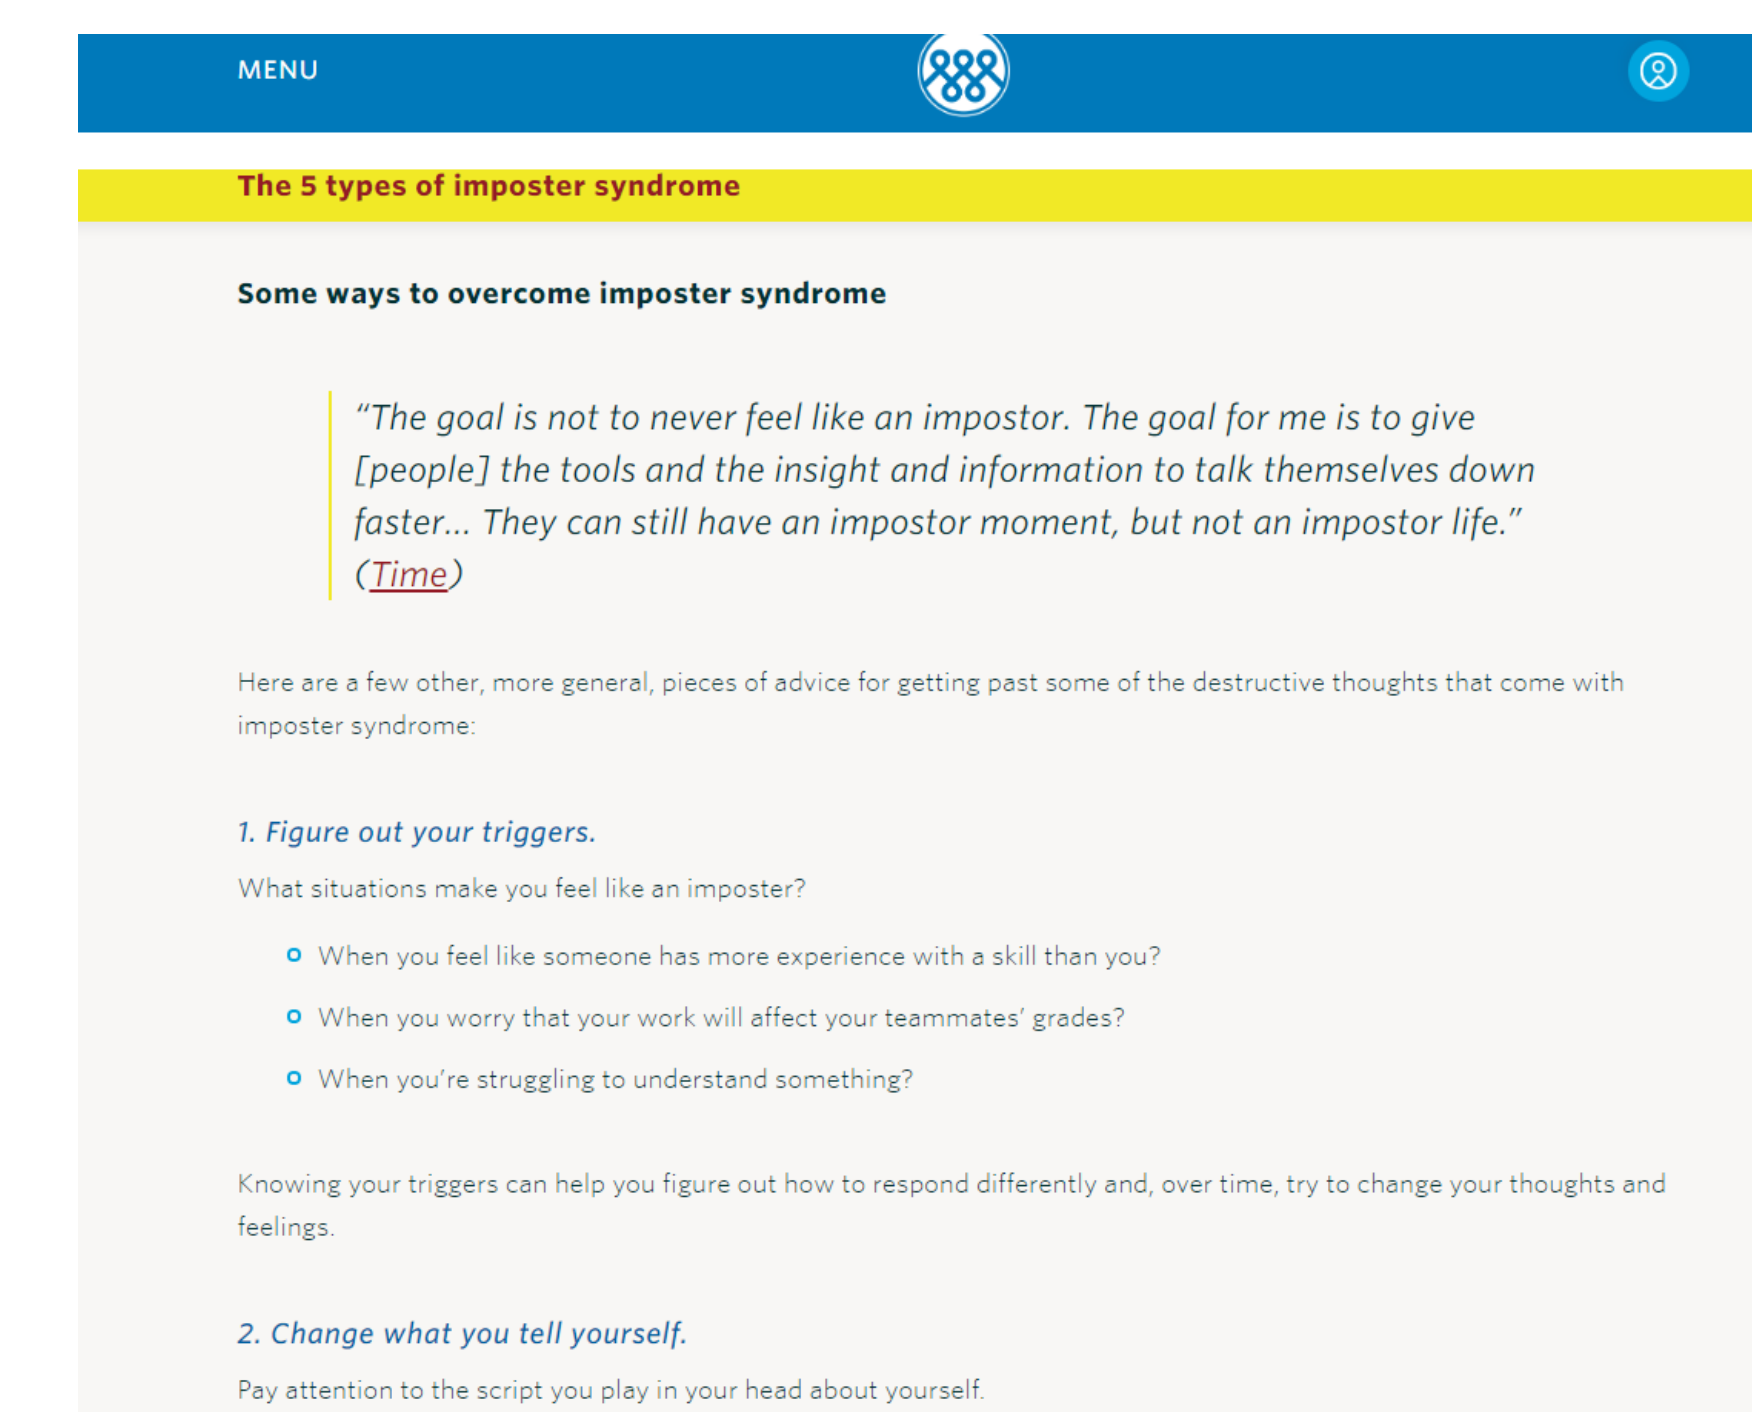 MENU
The 5 types of imposter syndrome
Some ways to overcome imposter syndrome
“The goal is not to never feel like an impostor. The goal for me is to give
[people] the tools and the insight and information to talk themselves down
faster... They can still have an impostor moment, but not an impostor life.”
(Time)
Here are a few other, more general, pieces of advice for getting past some of the destructive thoughts that come with
imposter syndrome:
1. Figure out your triggers.
What situations make you feel like an imposter?
When you feel like someone has more experience with a skill than you?
When you worry that your work will affect your teammates’ grades?
When you’re struggling to understand something?
Knowing your triggers can help you figure out how to respond differently and, over time, try to change your thoughts and
feelings.
2. Change what you tell yourself.
Pay attention to the script you play in your head about yourself.